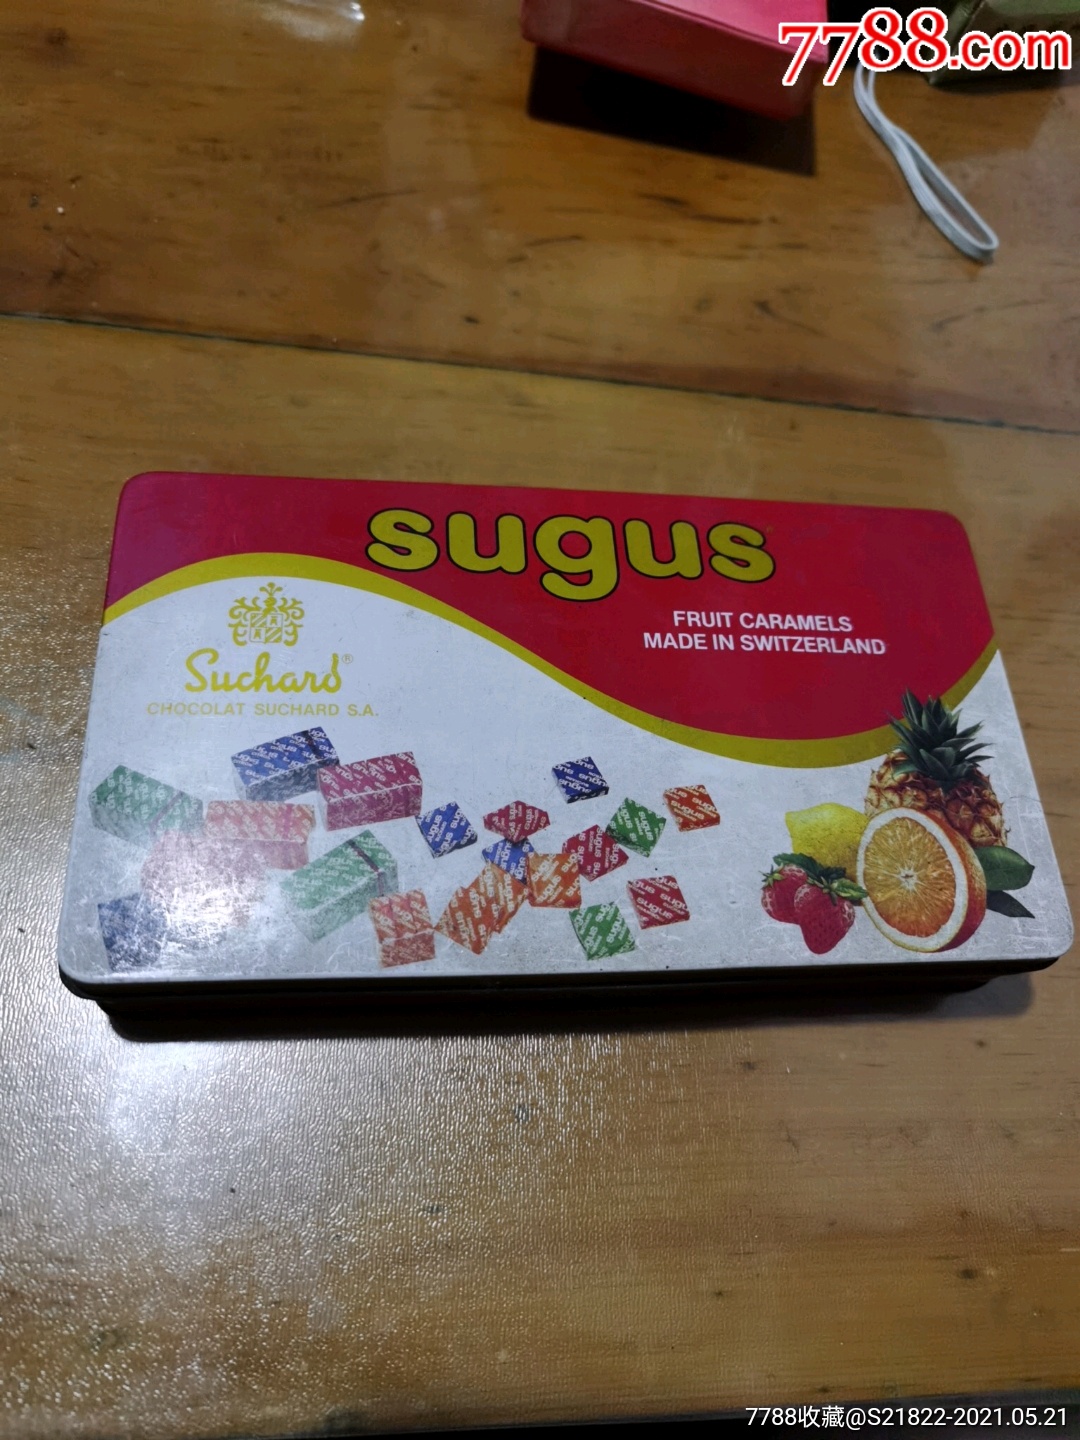 7788.com
sugus
FRUIT CARAMELS
MADE IN SWITZERLAND
Suchard®
CHOCOLAT SUCHARD S.A.
7788收藏@S21822-2021.05.21